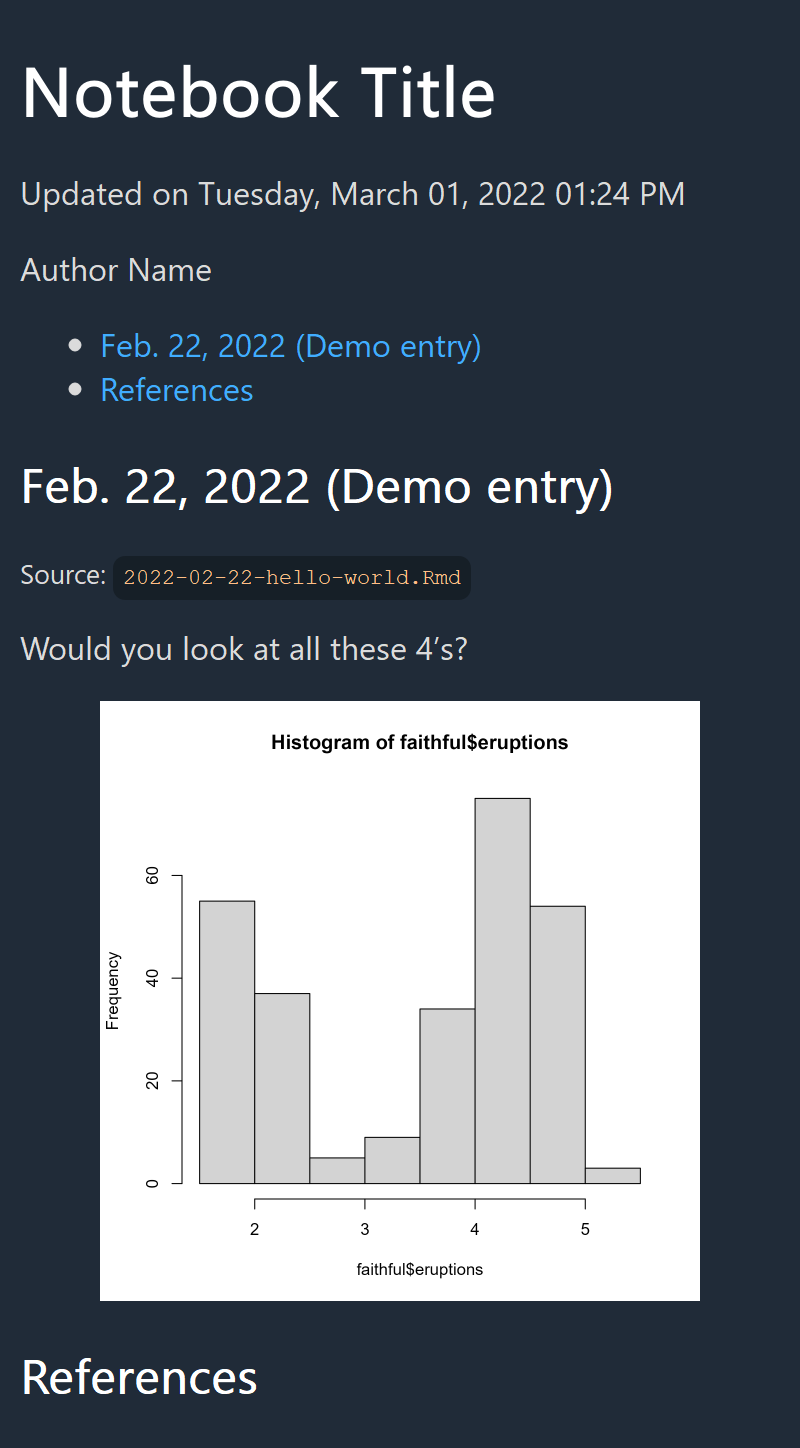 Notebook Title
Updated on Tuesday, March 01, 2022 01:24 PM
Author Name
Feb. 22, 2022 (Demo entry)
References
Feb. 22, 2022 (Demo entry)
Source: 2022-02-22-hello-world.Rmd
Would you look at all these 4’s?
Histogram of faithful$eruptions
Frequency
60
40
20
0
2 3 4 5
faithful$eruptions
References